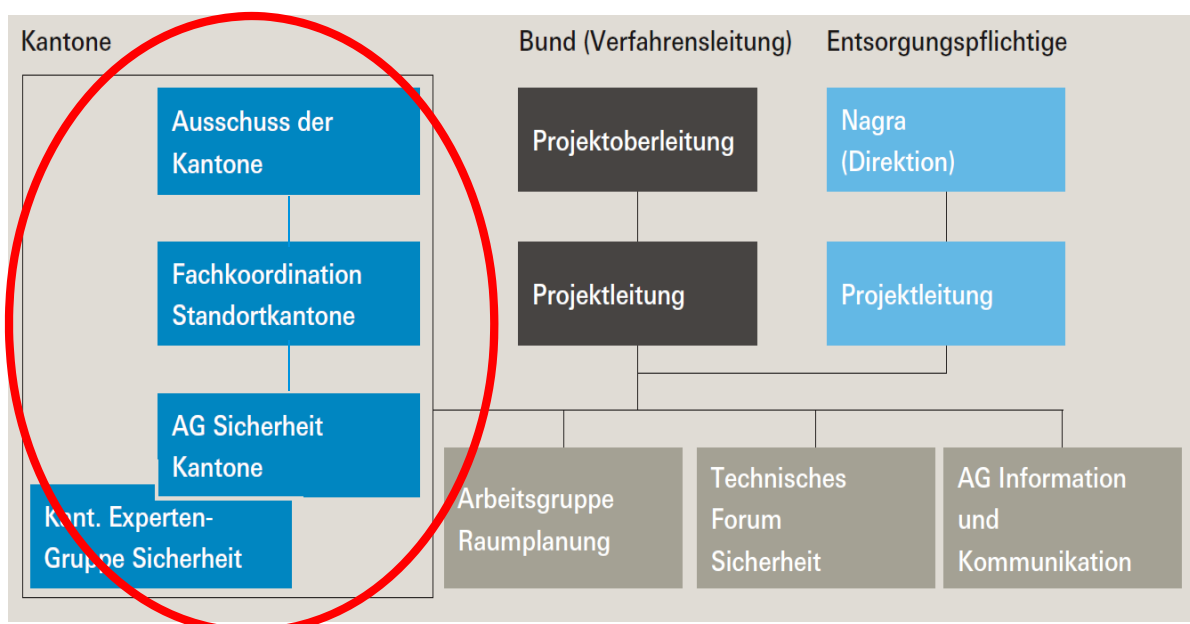 Kantone
Bund (Verfahrensleitung)
Entsorgungspflichtige
Ausschuss der
Kantone
Projektoberleitung
Nagra
(Direktion)
Fachkoordination
Standortkantone
Projektleitung
Projektleitung
AG Sicherheit
Kantone
Kant. Experten-
Gruppe Sicherheit
Arbeitsgruppe
Raumplanung
Technisches
Forum
Sicherheit
AG Information
und
Kommunikation